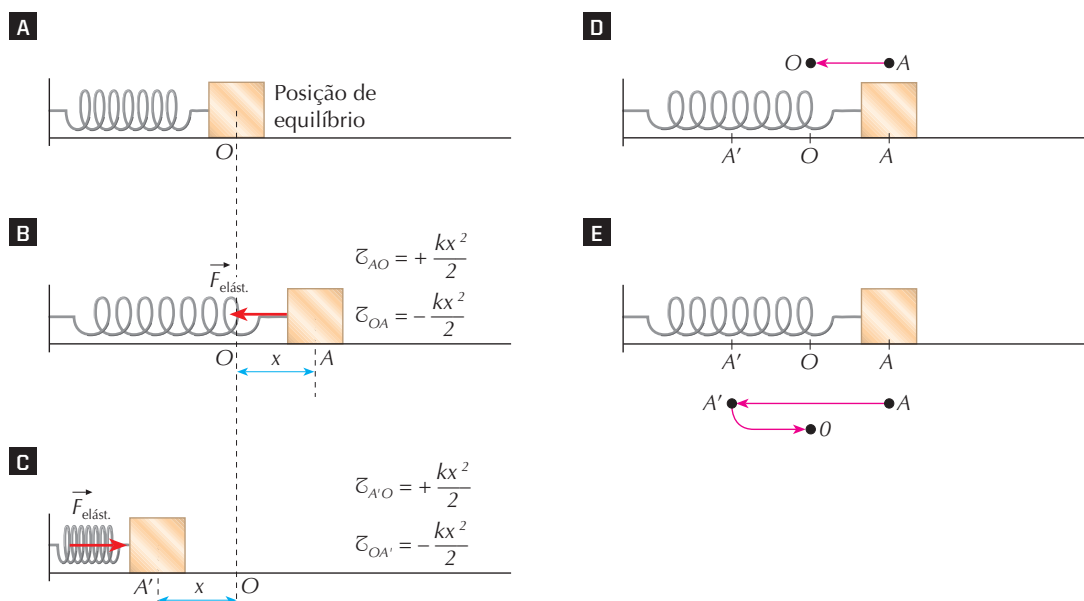 A
Posição de
equilíbrio
O
B
F elást.
𝒯AO = + kx²/2
𝒯OA = − kx²/2
O x A
C
F elást.
𝒯A'O = + kx²/2
𝒯OA' = − kx²/2
A' x O
D
O A
A' O A
E
A' O A
A' A
0